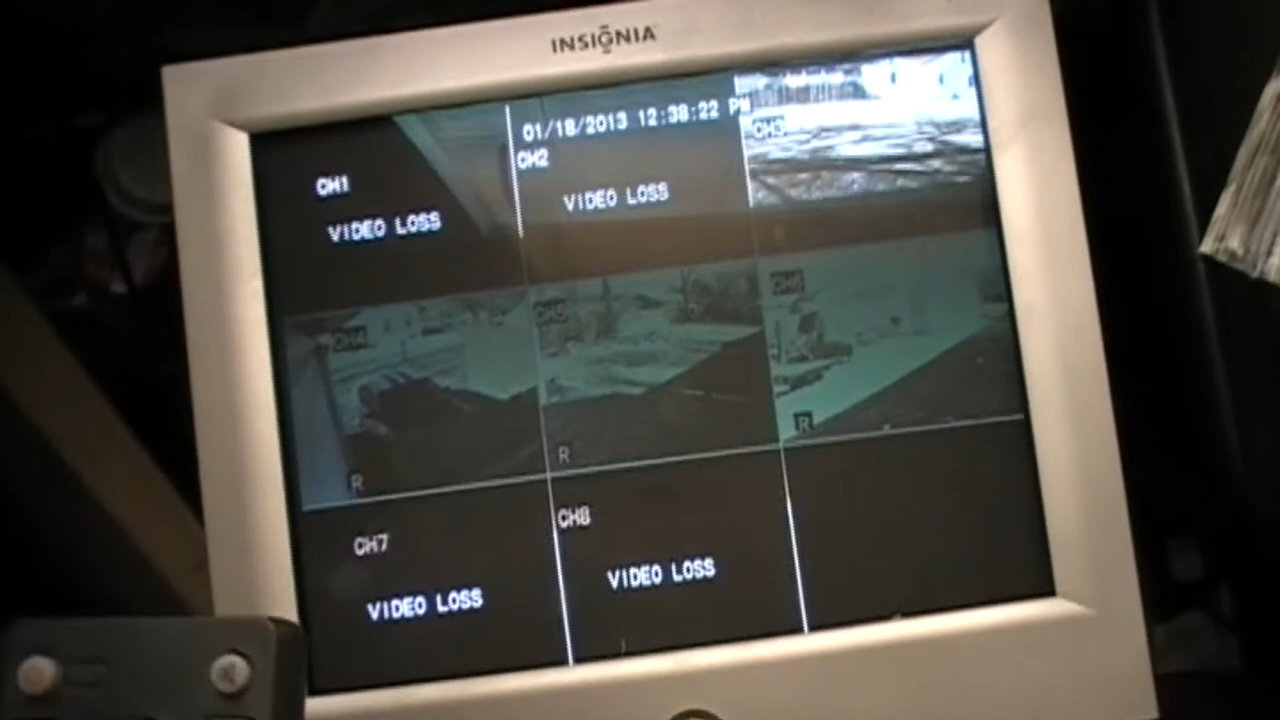 INSIGNIA
01/18/2013 12:38:22 PM
CH1
VIDEO LOSS
CH2
VIDEO LOSS
CH3
CH4
R
CH5
R
CH6
R
CH7
VIDEO LOSS
CH8
VIDEO LOSS